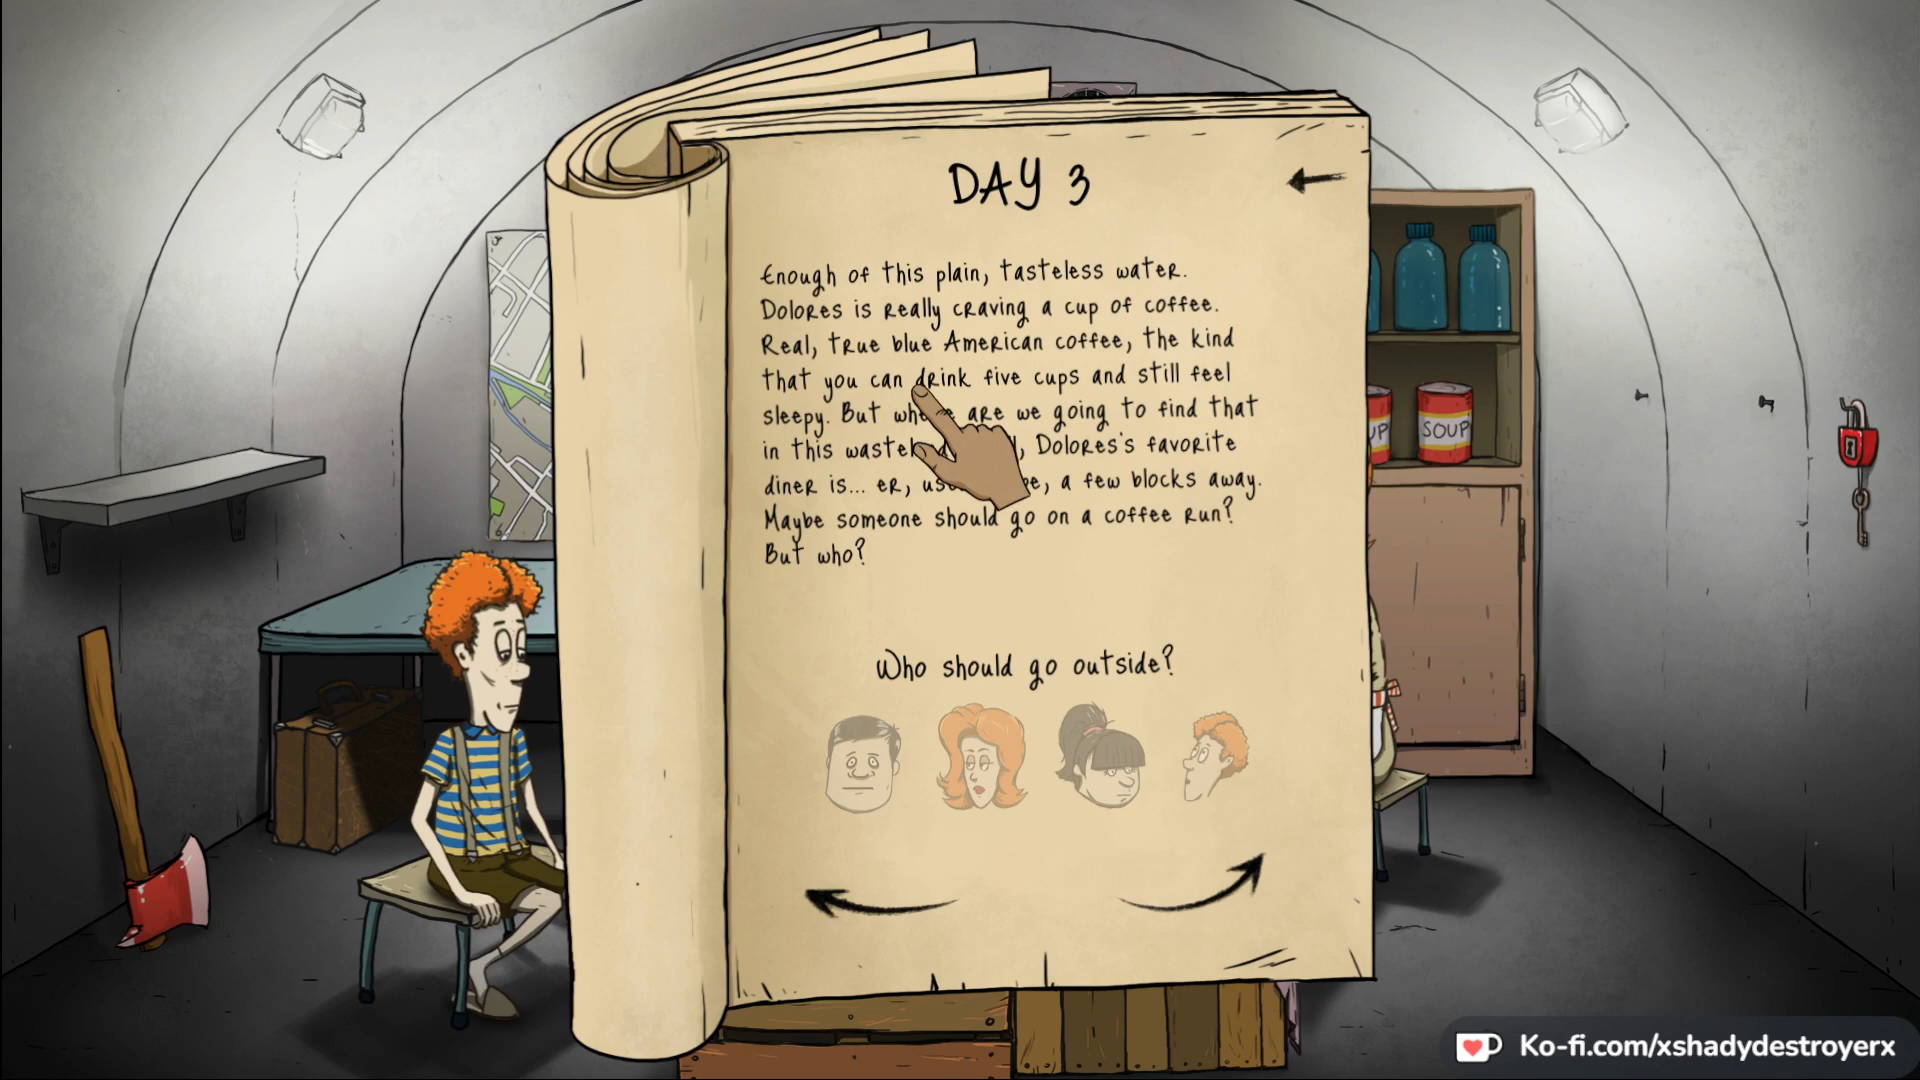 DAY 3
Enough of this plain, tasteless water.
Dolores is really craving a cup of coffee.
Real, true blue American coffee, the kind
that you can drink five cups and still feel
sleepy. But where are we going to find that
in this Dolores's favorite
diner is... er, a few blocks away.
Maybe someone should go on a coffee run?
But who?
Who should go outside?
SOUP
Ko-fi.com/xshadydestroyerx